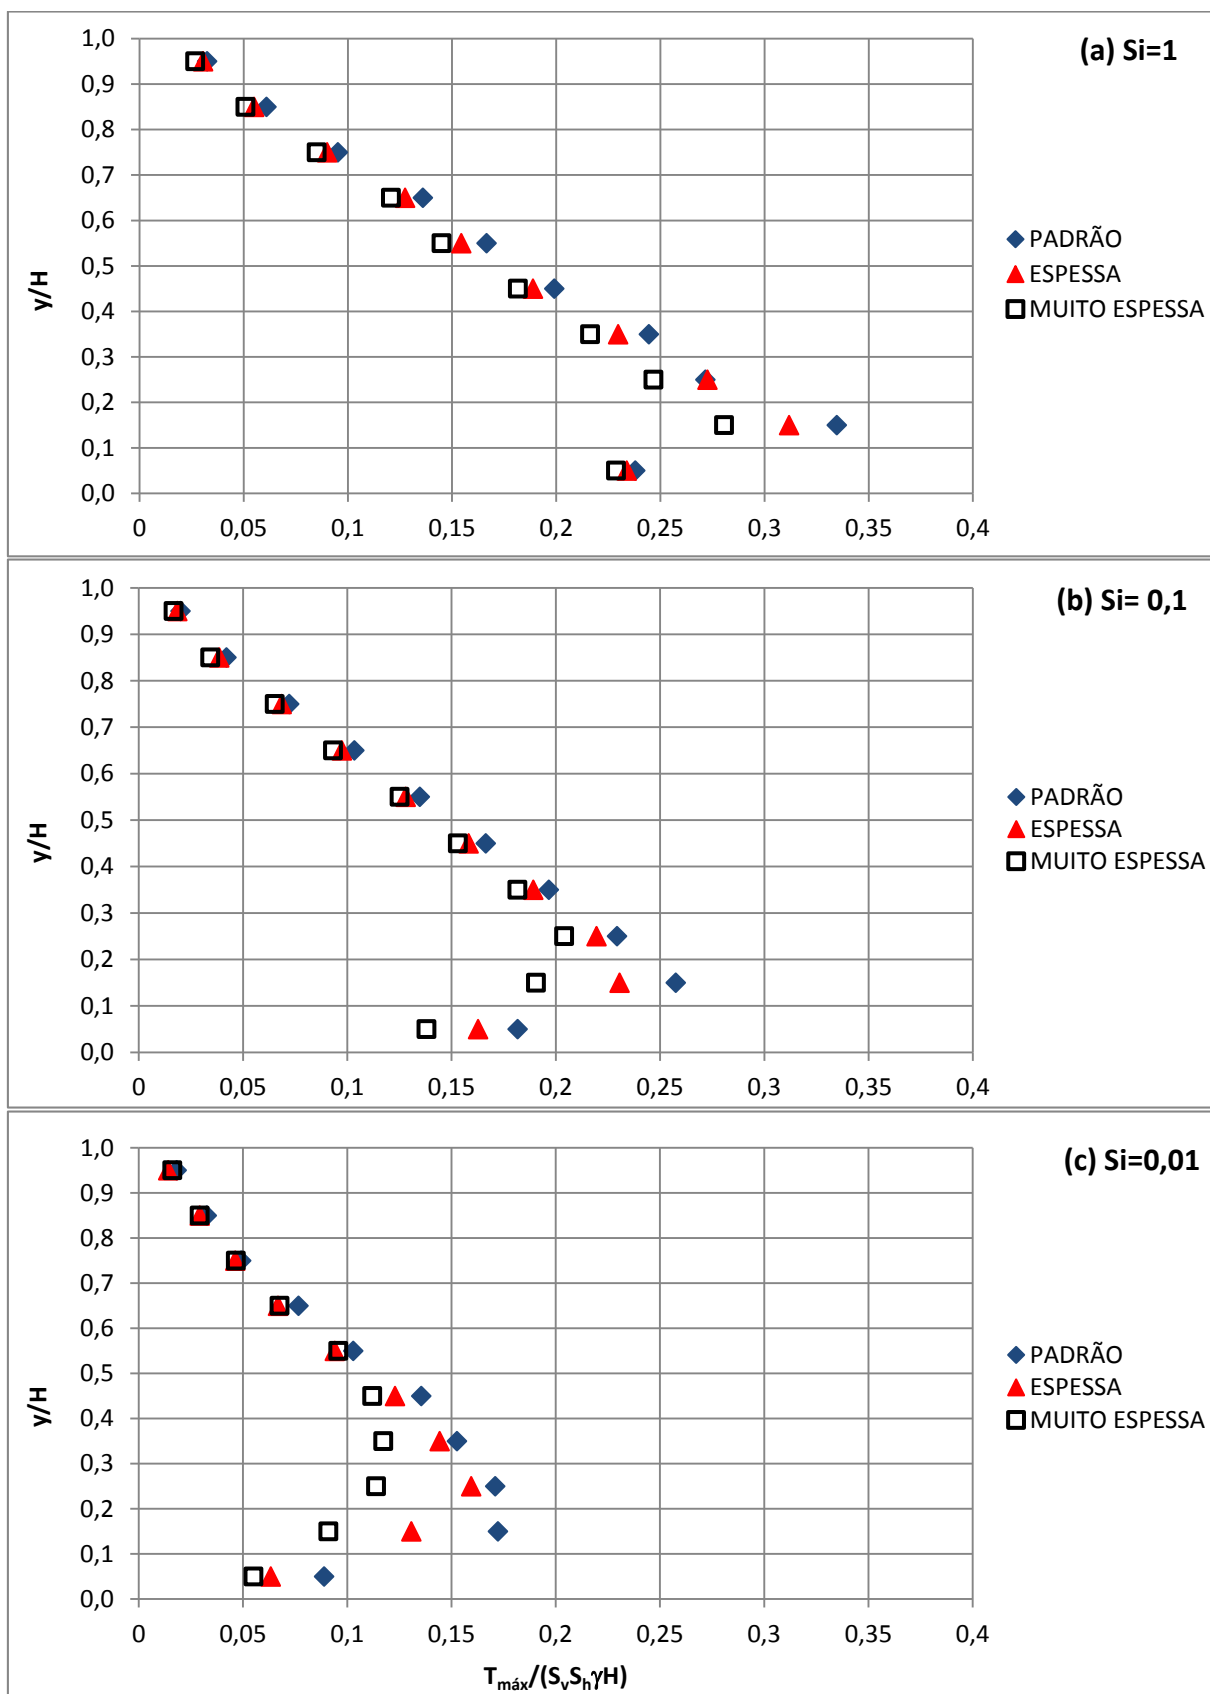 (a) Si=1
1,0
0,9
0,8
0,7
0,6
0,5
0,4
0,3
0,2
0,1
0,0
y/H
0 0,05 0,1 0,15 0,2 0,25 0,3 0,35 0,4
PADRÃO
ESPESSA
MUITO ESPESSA
(b) Si= 0,1
1,0
0,9
0,8
0,7
0,6
0,5
0,4
0,3
0,2
0,1
0,0
y/H
0 0,05 0,1 0,15 0,2 0,25 0,3 0,35 0,4
PADRÃO
ESPESSA
MUITO ESPESSA
(c) Si=0,01
1,0
0,9
0,8
0,7
0,6
0,5
0,4
0,3
0,2
0,1
0,0
y/H
0 0,05 0,1 0,15 0,2 0,25 0,3 0,35 0,4
PADRÃO
ESPESSA
MUITO ESPESSA
Tmáx/(SvShγH)